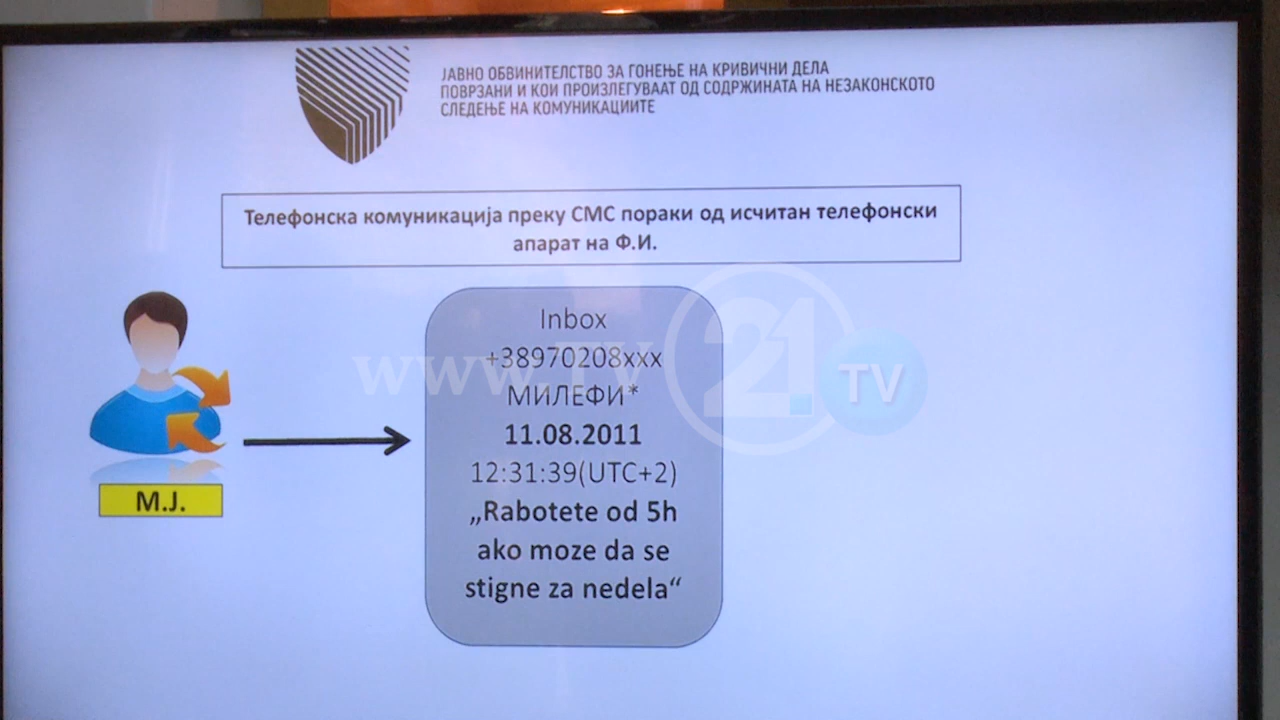 ЈАВНО ОБВИНИТЕЛСТВО ЗА ГОНЕЊЕ НА КРИВИЧНИ ДЕЛА
ПОВРЗАНИ И КОИ ПРОИЗЛЕГУВААТ ОД СОДРЖИНАТА НА НЕЗАКОНСКОТО
СЛЕДЕЊЕ НА КОМУНИКАЦИИТЕ
Телефонска комуникација преку СМС пораки од исчитан телефонски
апарат на Ф.И.
Inbox
+38970208xxx
МИЛЕФИ*
11.08.2011
12:31:39(UTC+2)
„Rabotete od 5h
ako moze da se
stigne za nedela“
М.Ј.
www.TV 21 TV